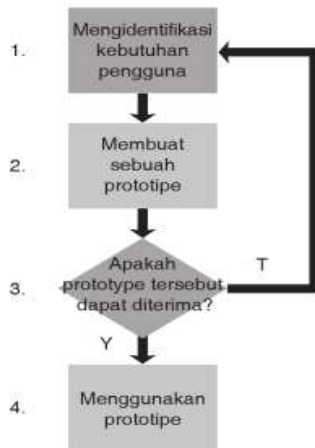 1.
Mengidentifikasi
kebutuhan
pengguna
2.
Membuat
sebuah
prototipe
3.
Apakah
prototype tersebut
dapat diterima?
T
Y
4.
Menggunakan
prototipe